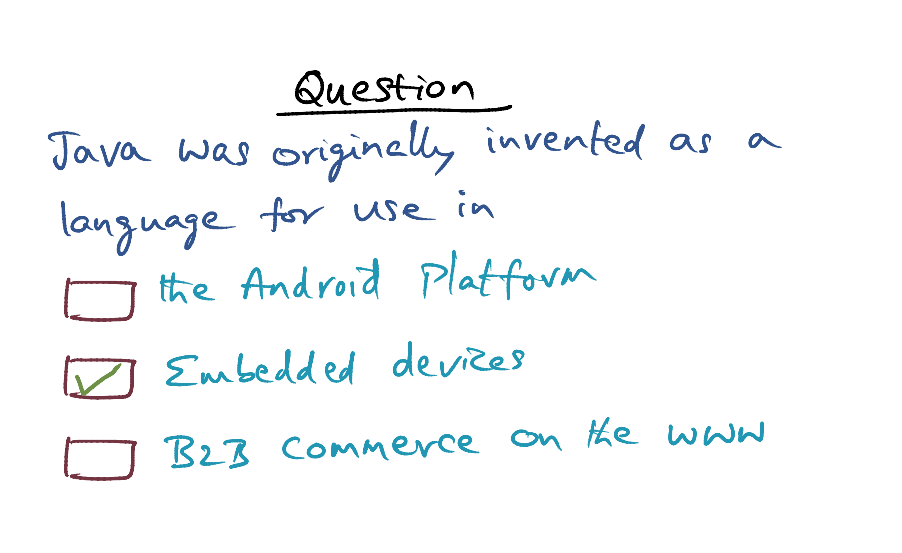 Question
Java was originally invented as a
language for use in
the Android Platform
Embedded devices
B2B commerce on the www